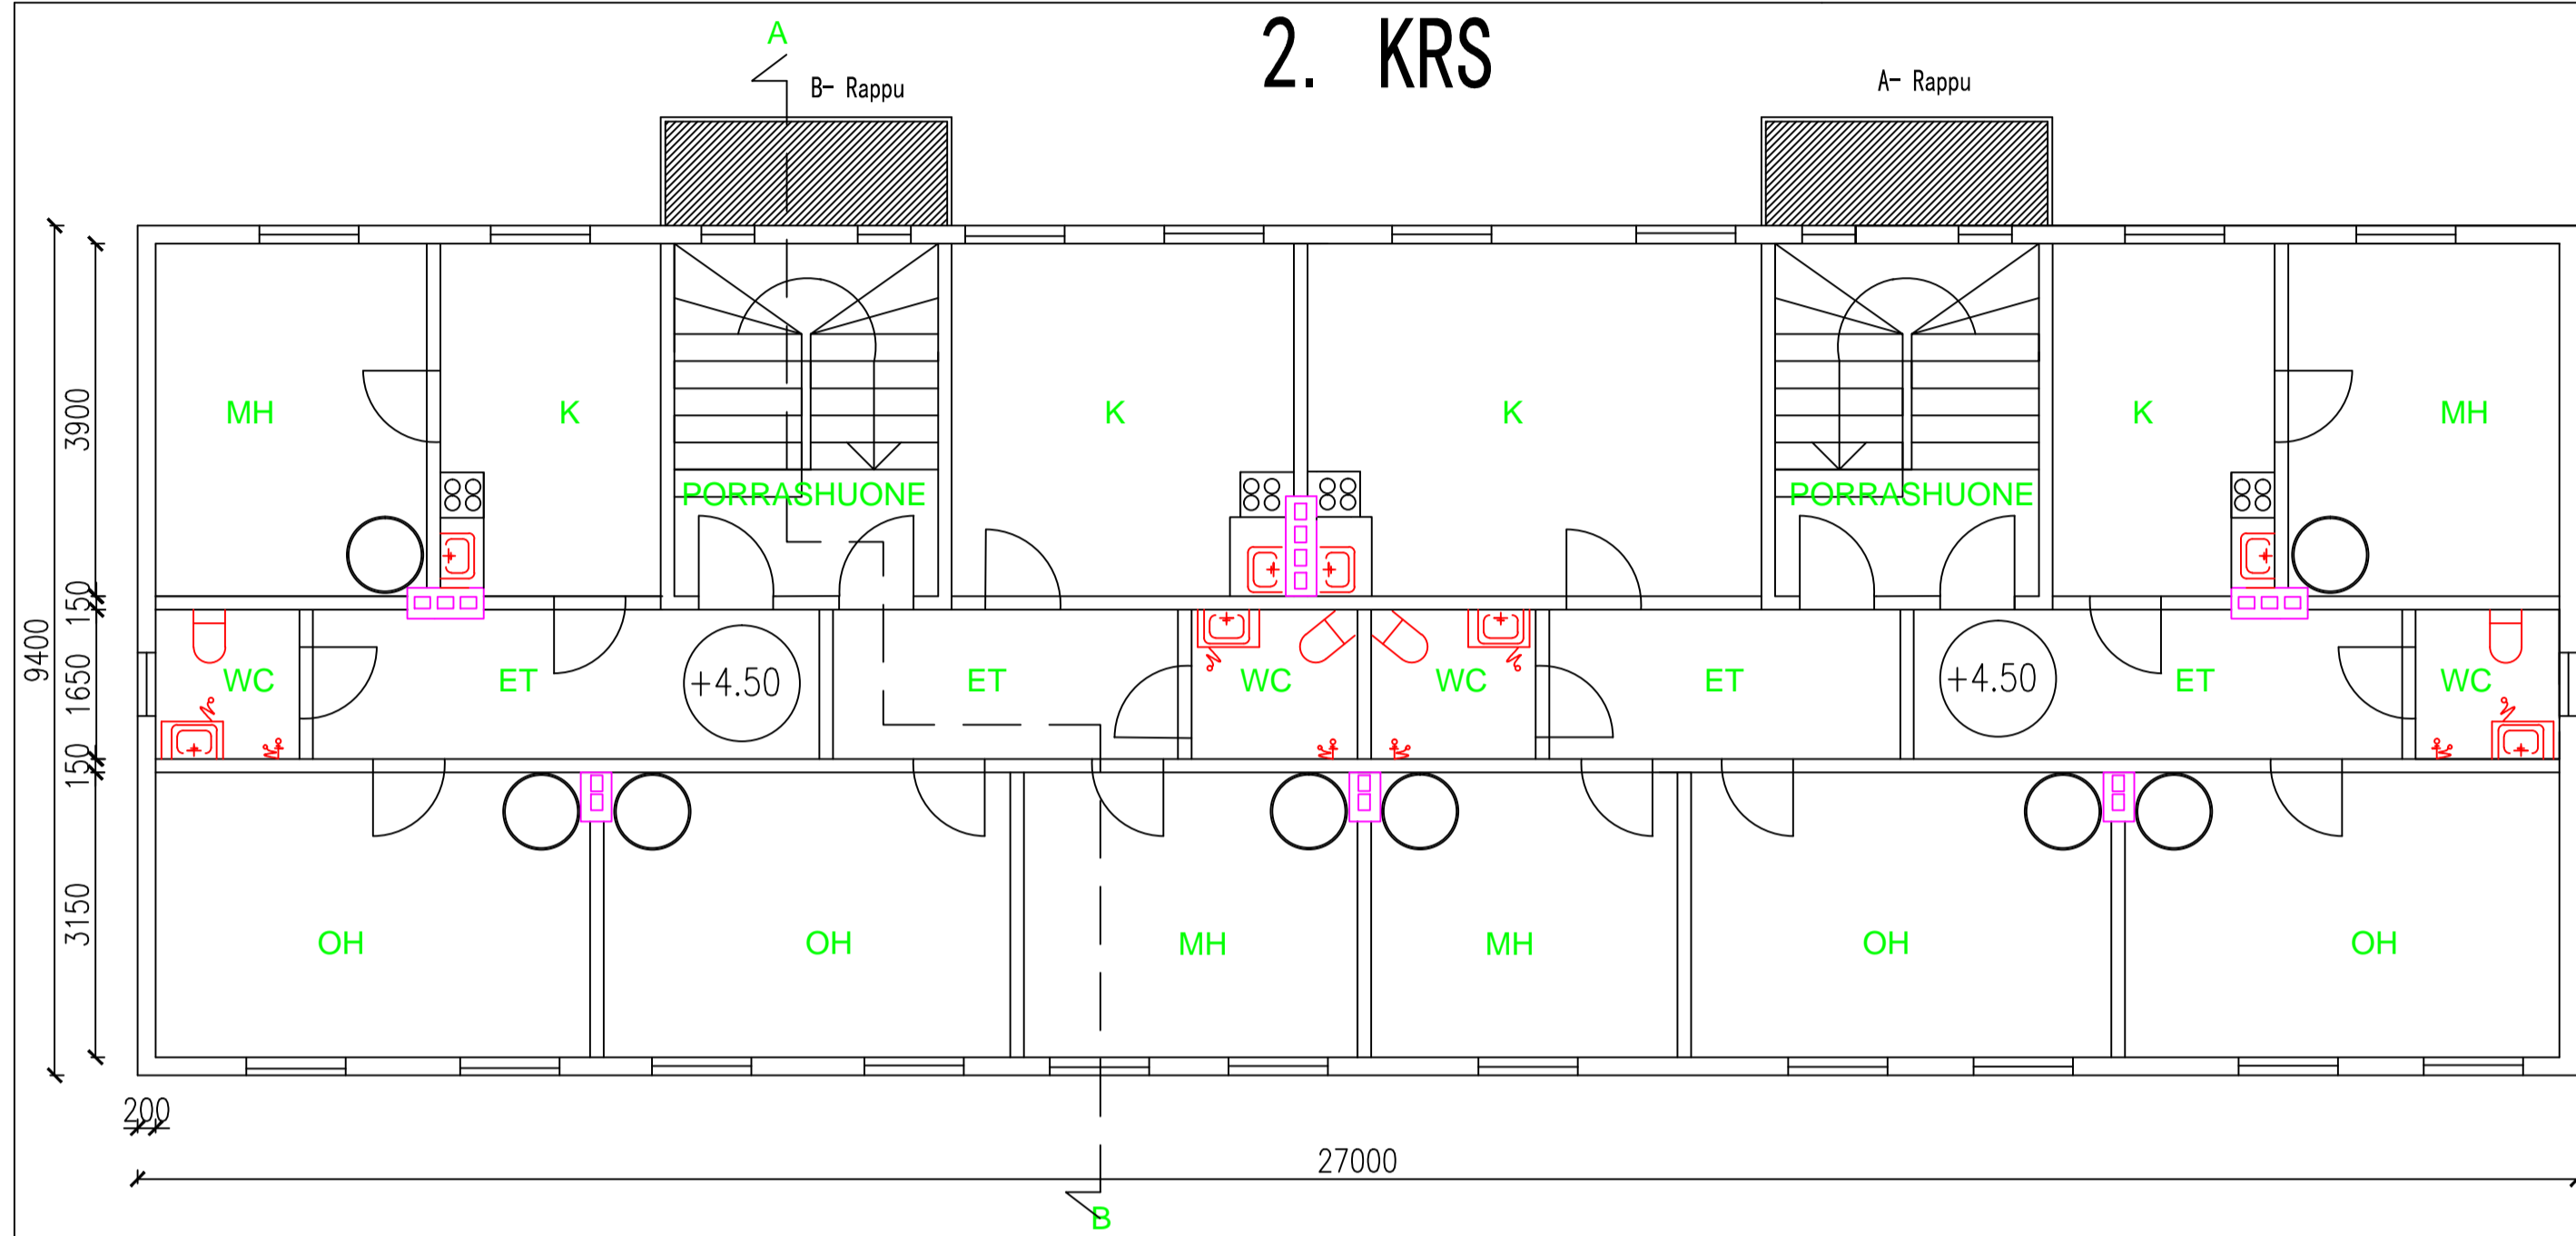 A
2. KRS
B- Rappu
A- Rappu
MH
K
K
K
K
MH
3900
PORRASHUONE
PORRASHUONE
150
9400
1650
WC
ET
+4.50
ET
WC
WC
ET
+4.50
ET
WC
150
3150
OH
OH
MH
MH
OH
OH
200
27000
B